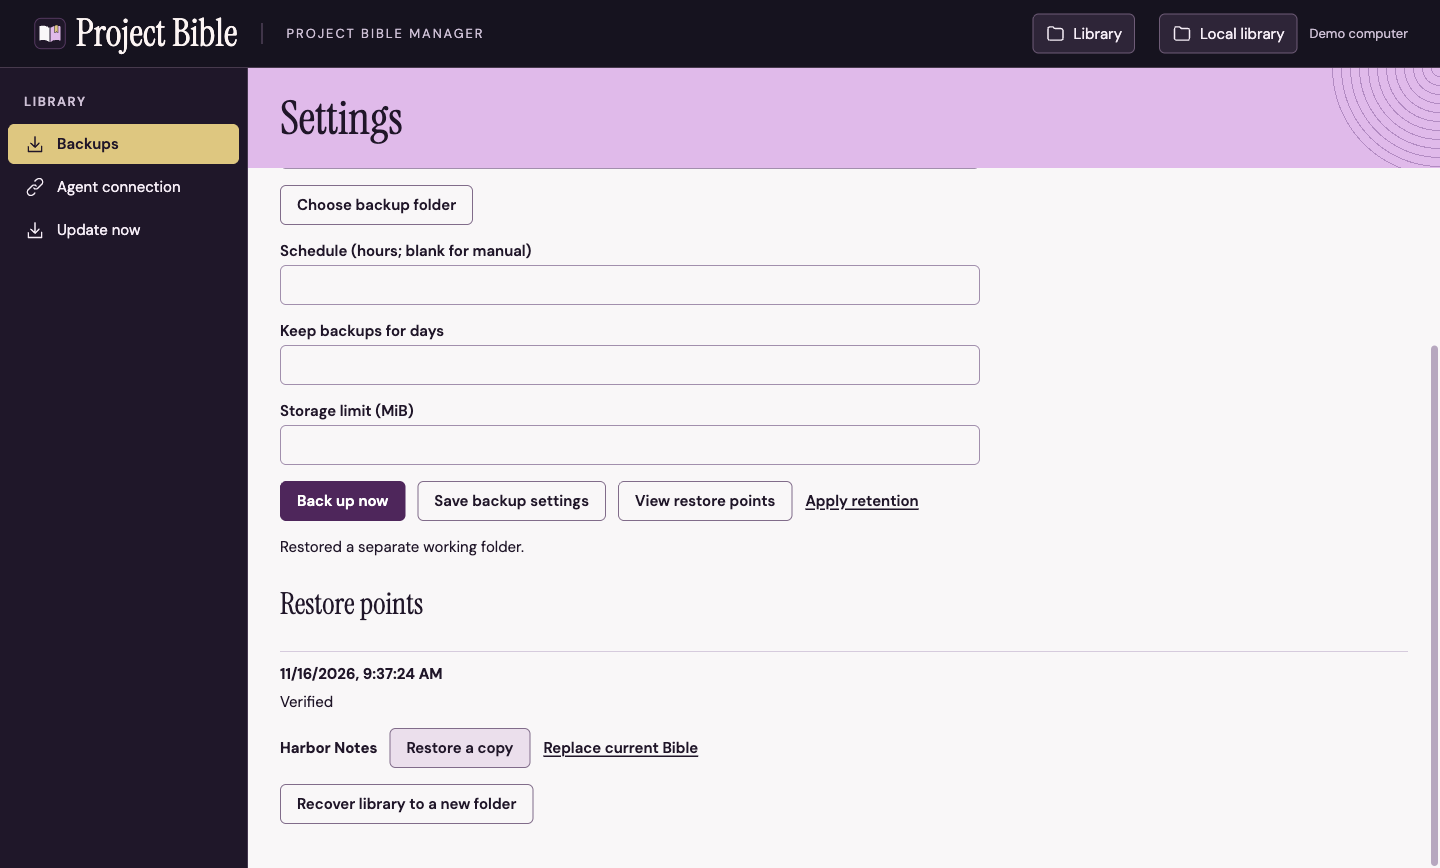 Project Bible
PROJECT BIBLE MANAGER
Library
Local library
Demo computer
LIBRARY
Backups
Agent connection
Update now
Settings
Choose backup folder
Schedule (hours; blank for manual)
Keep backups for days
Storage limit (MiB)
Back up now
Save backup settings
View restore points
Apply retention
Restored a separate working folder.
Restore points
11/16/2026, 9:37:24 AM
Verified
Harbor Notes
Restore a copy
Replace current Bible
Recover library to a new folder